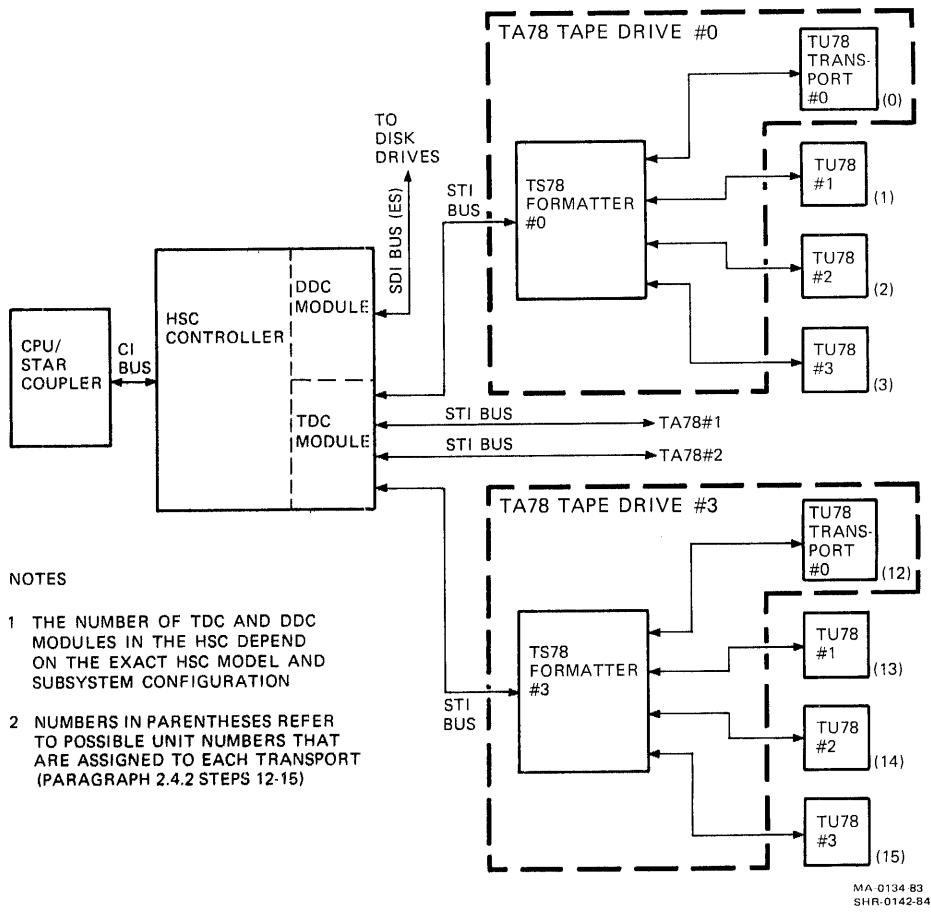 TA78 TAPE DRIVE #0
TU78
TRANS-
PORT
#0
(0)
TO
DISK
DRIVES
SDI BUS (ES)
STI
BUS
TS78
FORMATTER
#0
TU78
#1
(1)
TU78
#2
(2)
TU78
#3
(3)
CPU/
STAR
COUPLER
CI
BUS
HSC
CONTROLLER
DDC
MODULE
TDC
MODULE
STI BUS
TA78#1
STI BUS
TA78#2
TA78 TAPE DRIVE #3
TU78
TRANS-
PORT
#0
(12)
STI
BUS
TS78
FORMATTER
#3
TU78
#1
(13)
TU78
#2
(14)
TU78
#3
(15)
NOTES
1 THE NUMBER OF TDC AND DDC
MODULES IN THE HSC DEPEND
ON THE EXACT HSC MODEL AND
SUBSYSTEM CONFIGURATION
2 NUMBERS IN PARENTHESES REFER
TO POSSIBLE UNIT NUMBERS THAT
ARE ASSIGNED TO EACH TRANSPORT
(PARAGRAPH 2.4.2 STEPS 12-15)
MA-0134-83
SHR-0142-84